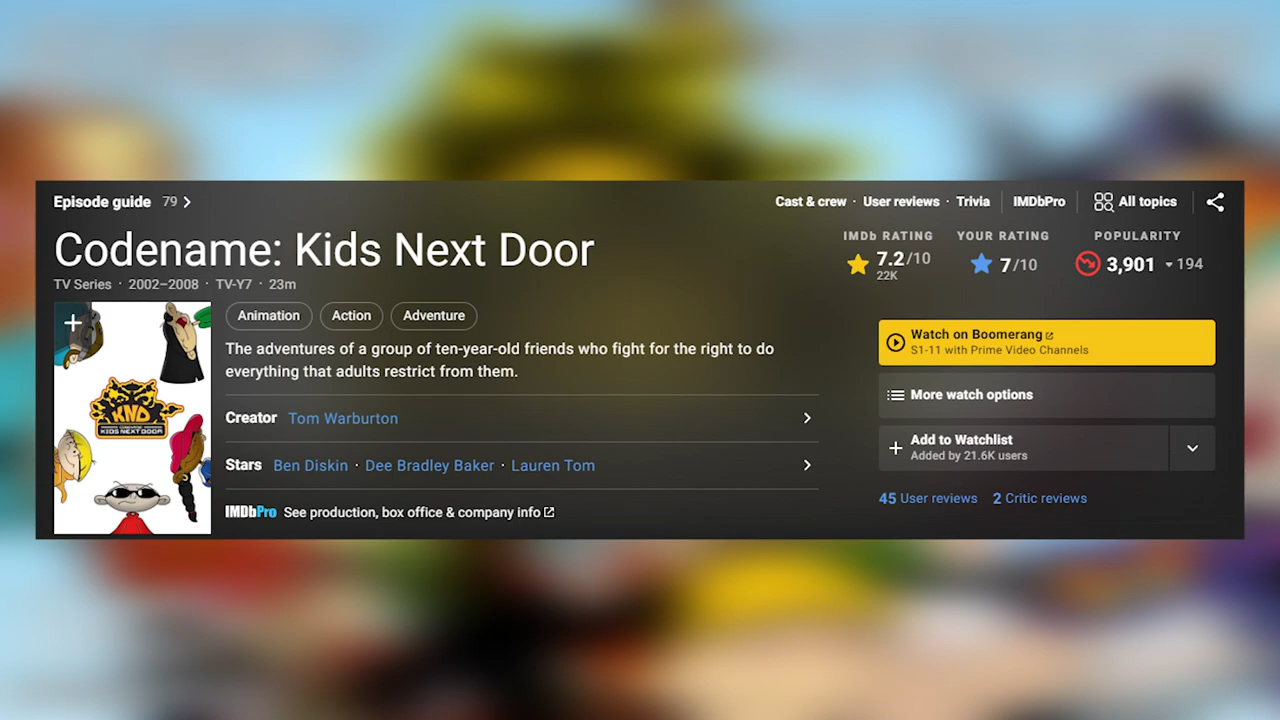 Episode guide 79
Cast & crew · User reviews · Trivia IMDbPro All topics
Codename: Kids Next Door
TV Series · 2002–2008 · TV-Y7 · 23m
IMDb RATING
7.2/10
22K
YOUR RATING
7/10
POPULARITY
3,901 194
KND
CODENAME:
KIDS NEXT DOOR
Animation Action Adventure
The adventures of a group of ten-year-old friends who fight for the right to do
everything that adults restrict from them.
Creator Tom Warburton
Stars Ben Diskin · Dee Bradley Baker · Lauren Tom
IMDbPro See production, box office & company info
Watch on Boomerang
S1-11 with Prime Video Channels
More watch options
Add to Watchlist
Added by 21.6K users
45 User reviews 2 Critic reviews